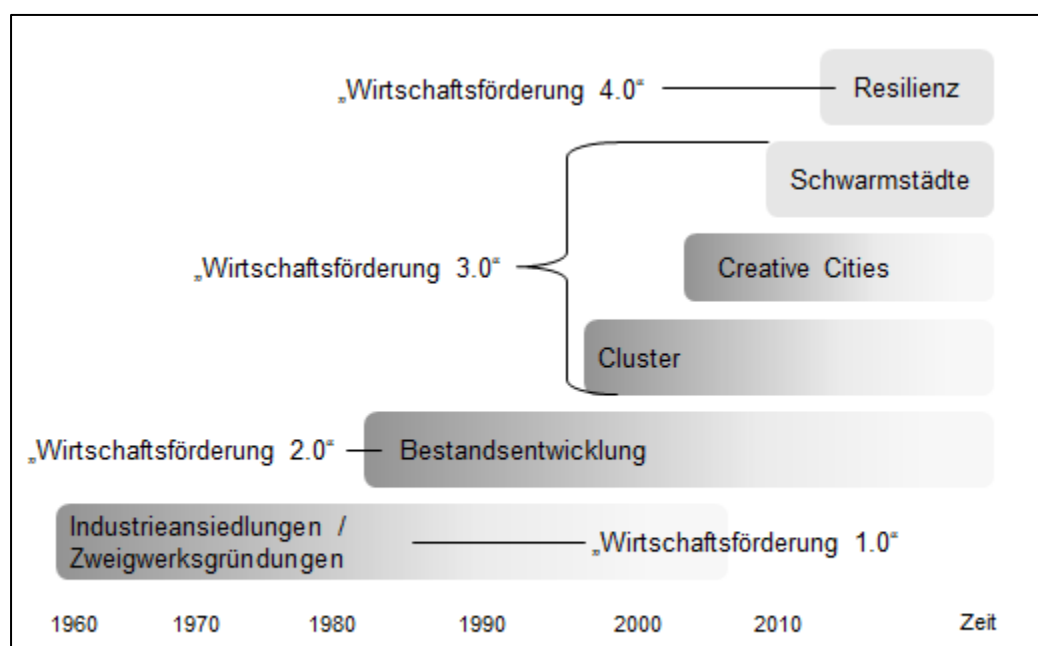 „Wirtschaftsförderung 4.0“
Resilienz
Schwarmstädte
„Wirtschaftsförderung 3.0“
Creative Cities
Cluster
„Wirtschaftsförderung 2.0“
Bestandsentwicklung
Industrieansiedlungen /
Zweigwerksgründungen
„Wirtschaftsförderung 1.0“
1960 1970 1980 1990 2000 2010 Zeit